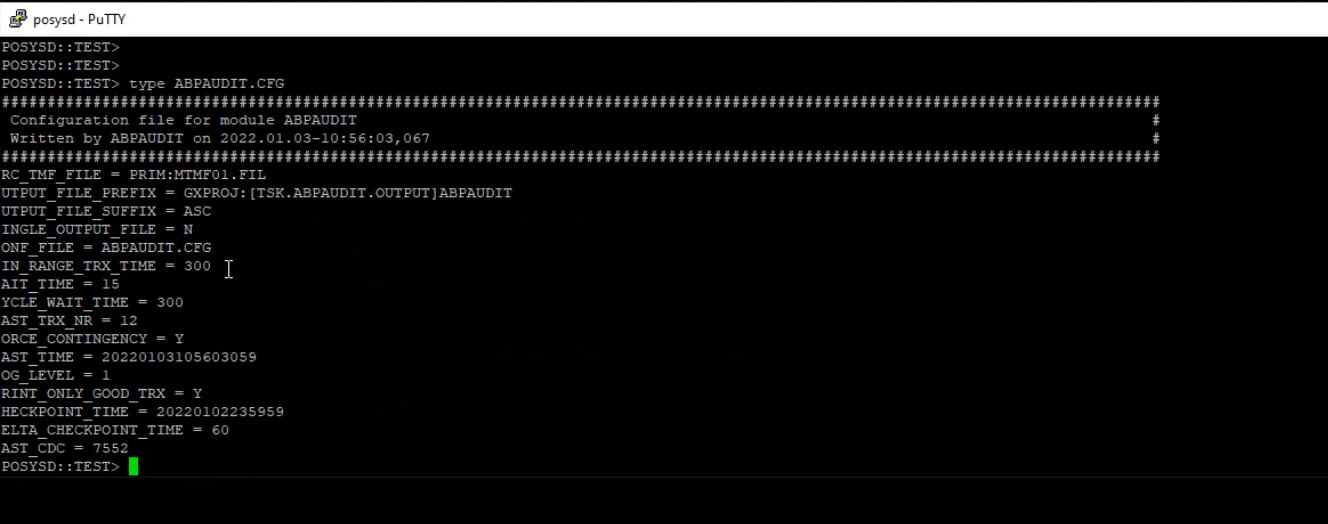 posysd - PuTTY
POSYSD::TEST>
POSYSD::TEST>
POSYSD::TEST> type ABPAUDIT.CFG
###############################################################################################################################
Configuration file for module ABPAUDIT #
Written by ABPAUDIT on 2022.01.03-10:56:03,067 #
###############################################################################################################################
RC_TMF_FILE = PRIM:MTMF01.FIL
UTPUT_FILE_PREFIX = GXPROJ:[TSK.ABPAUDIT.OUTPUT]ABPAUDIT
UTPUT_FILE_SUFFIX = ASC
INGLE_OUTPUT_FILE = N
ONF_FILE = ABPAUDIT.CFG
IN_RANGE_TRX_TIME = 300
AIT_TIME = 15
YCLE_WAIT_TIME = 300
AST_TRX_NR = 12
ORCE_CONTINGENCY = Y
AST_TIME = 20220103105603059
OG_LEVEL = 1
RINT_ONLY_GOOD_TRX = Y
HECKPOINT_TIME = 20220102235959
ELTA_CHECKPOINT_TIME = 60
AST_CDC = 7552
POSYSD::TEST>